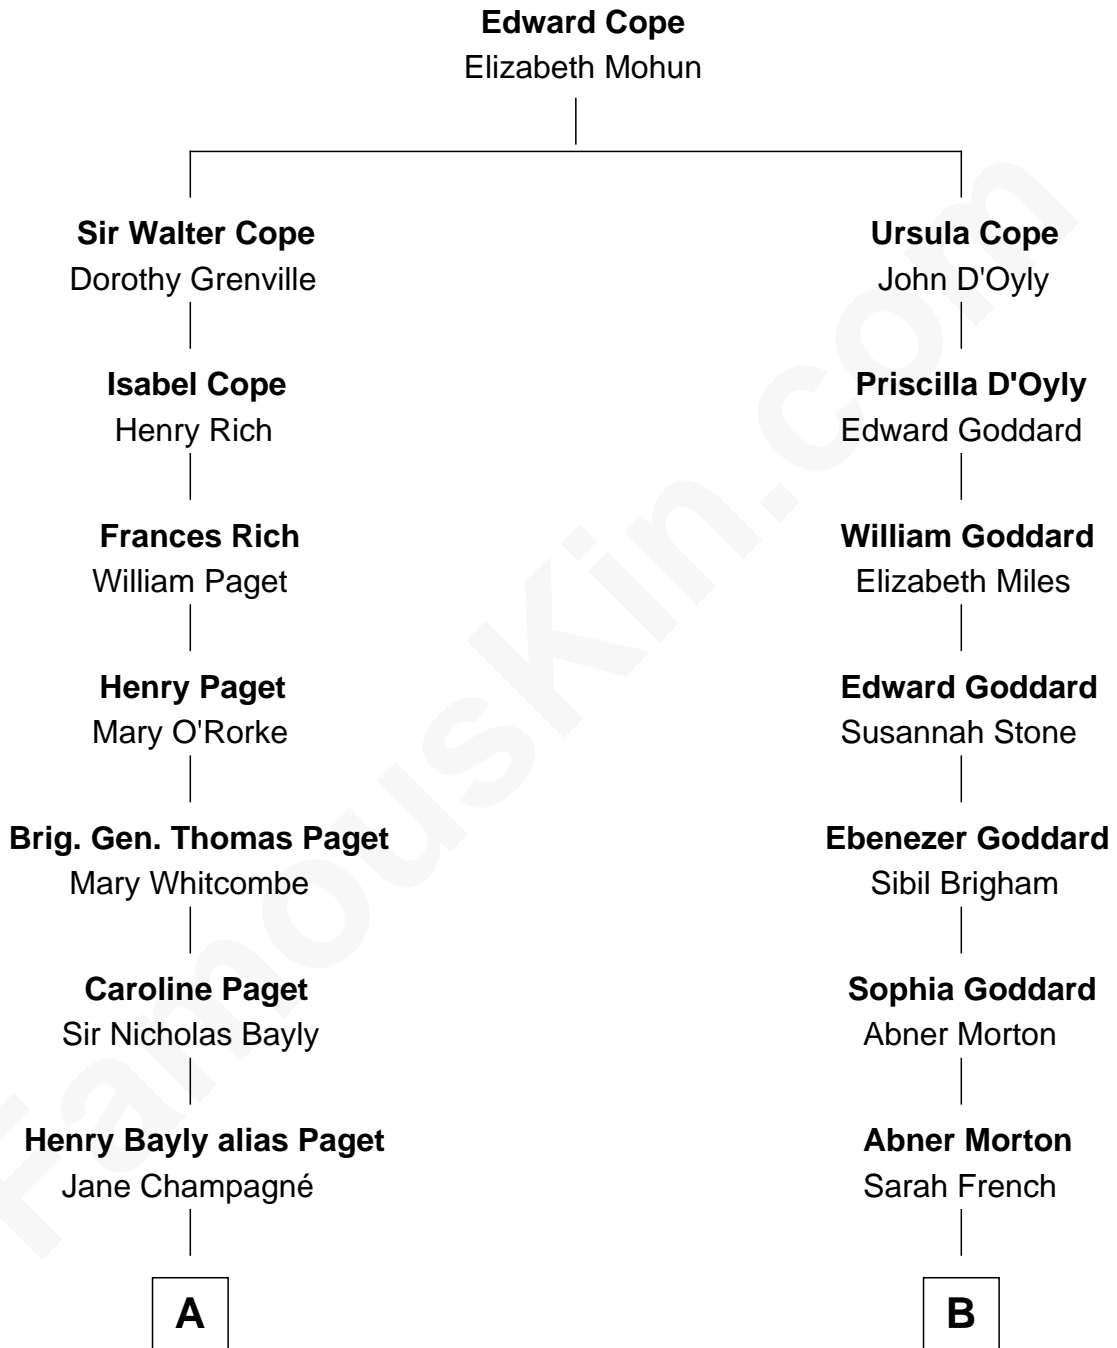 Edward Cope
Elizabeth Mohun
Sir Walter Cope
Dorothy Grenville
Ursula Cope
John D'Oyly
Isabel Cope
Henry Rich
Priscilla D'Oyly
Edward Goddard
Frances Rich
William Paget
William Goddard
Elizabeth Miles
Henry Paget
Mary O'Rorke
Edward Goddard
Susannah Stone
Brig. Gen. Thomas Paget
Mary Whitcombe
Ebenezer Goddard
Sibil Brigham
Caroline Paget
Sir Nicholas Bayly
Sophia Goddard
Abner Morton
Henry Bayly alias Paget
Jane Champagné
Abner Morton
Sarah French
A
B
FamousKin.com